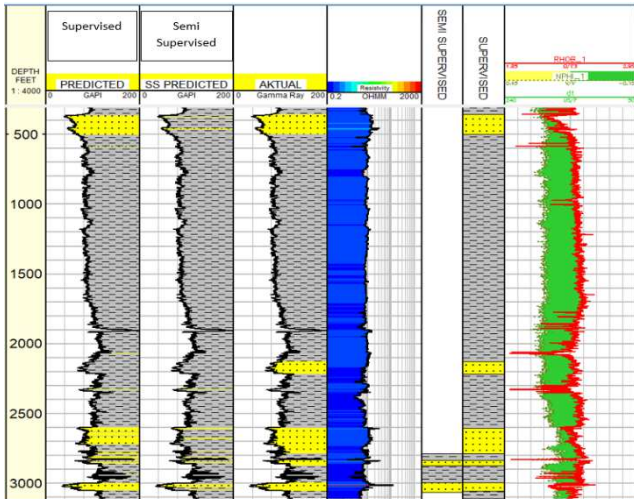 Supervised
Semi
Supervised
DEPTH
FEET
1 : 4000
PREDICTED
0 GAPI 200
SS PREDICTED
0 GAPI 200
AKTUAL
0 Gamma Ray 200
Resistivity
0.2 OHMM 2000
SEMI SUPERVISED
SUPERVISED
RHOB_1
NPHI_1
500
1000
1500
2000
2500
3000